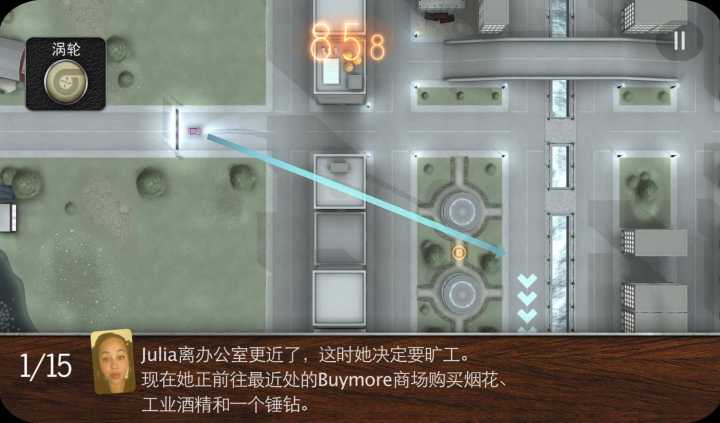 涡轮
858
1/15
Julia离办公室更近了，这时她决定要旷工。
现在她正前往最近处的Buymore商场购买烟花、
工业酒精和一个锤钻。